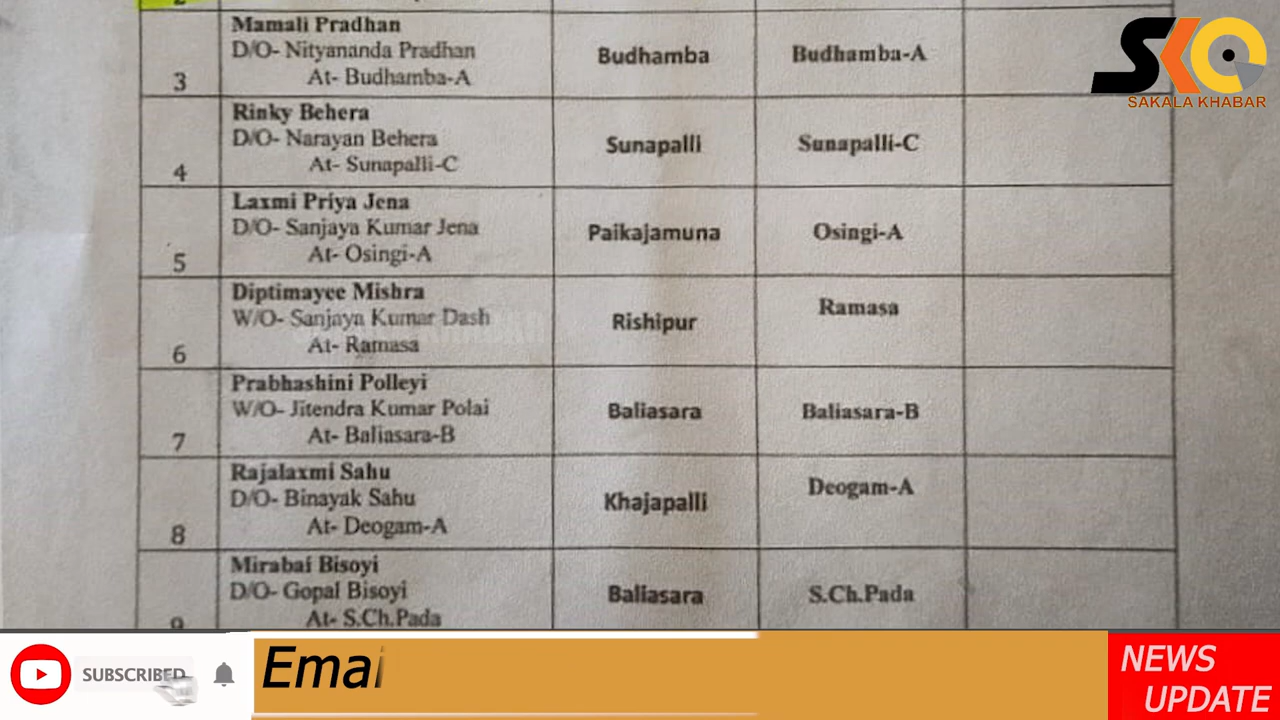 2
Mamali Pradhan
D/O- Nityananda Pradhan
At- Budhamba-A
3
Budhamba
Budhamba-A
Rinky Behera
D/O- Narayan Behera
At- Sunapalli-C
4
Sunapalli
Sunapalli-C
Laxmi Priya Jena
D/O- Sanjaya Kumar Jena
At- Osingi-A
5
Paikajamuna
Osingi-A
Diptimayee Mishra
W/O- Sanjaya Kumar Dash
At- Ramasa
6
Rishipur
Ramasa
Prabhashini Polleyi
W/O- Jitendra Kumar Polai
At- Baliasara-B
7
Baliasara
Baliasara-B
Rajalaxmi Sahu
D/O- Binayak Sahu
At- Deogam-A
8
Khajapalli
Deogam-A
Mirabai Bisoyi
D/O- Gopal Bisoyi
At- S.Ch.Pada
9
Baliasara
S.Ch.Pada
SKC
SAKALA KHABAR
SUBSCRIBED
Emai
NEWS
UPDATE